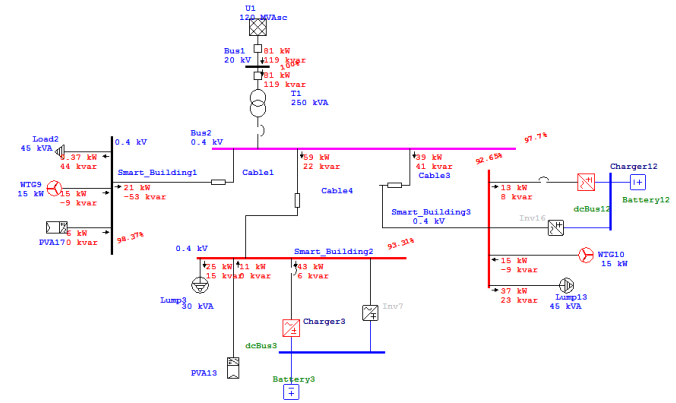 U1
120 MVAsc
Bus1
20 kV
81 kW
119 kvar
100%
81 kW
119 kvar
T1
250 kVA
Bus2
0.4 kV
97.7%
Load2
45 kVA
0.4 kV
kW
44 kvar
Smart_Building1
WTG9
15 kW
15 kW
-9 kvar
21 kW
-53 kvar
Cable1
PVA17
kW
0 kvar
98.37%
59 kW
22 kvar
Cable4
39 kW
41 kvar
Cable3
92.65%
Smart_Building3
0.4 kV
13 kW
8 kvar
Charger12
Battery12
dcBus12
Inv16
15 kW
-9 kvar
WTG10
15 kW
37 kW
23 kvar
Lump13
45 kVA
0.4 kV
Smart_Building2
93.31%
25 kW
15 kvar
11 kW
0 kvar
43 kW
6 kvar
Lump3
30 kVA
Charger3
Inv7
dcBus3
PVA13
Battery3